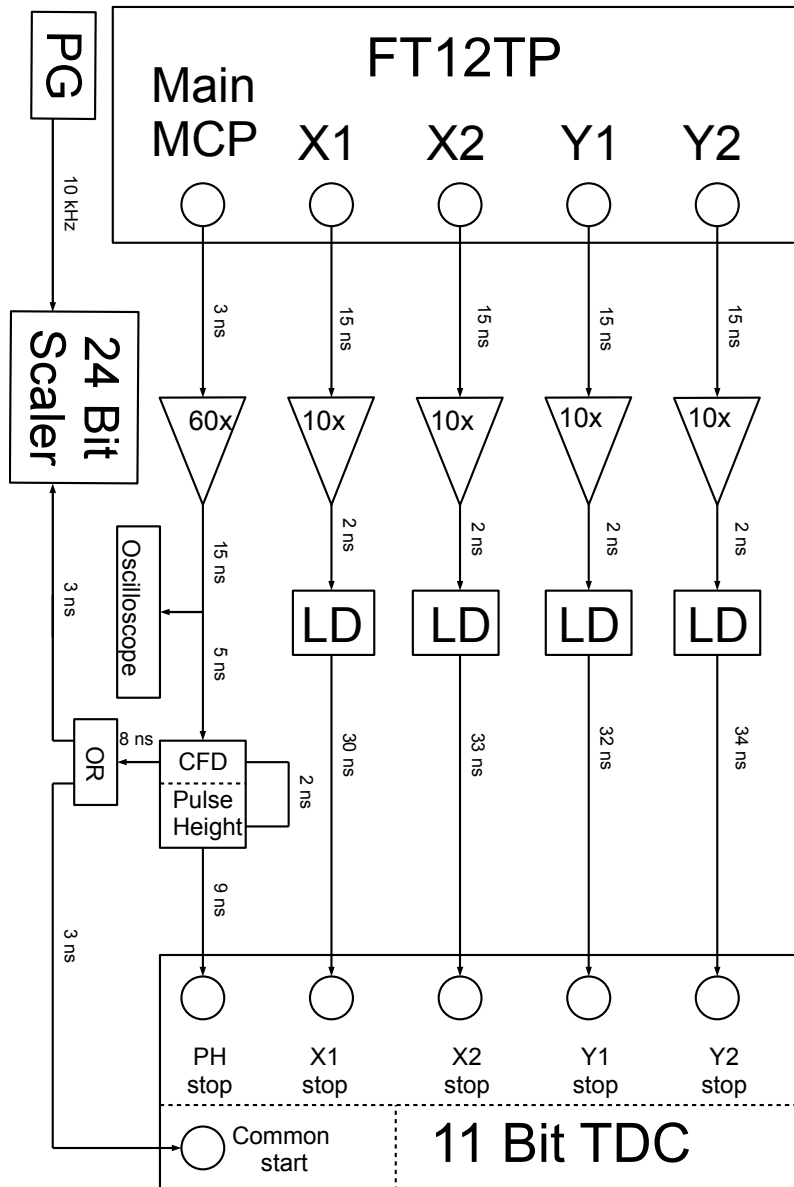 PG
FT12TP
Main
MCP
X1
X2
Y1
Y2
10 kHz
3 ns
15 ns
15 ns
15 ns
15 ns
24 Bit
Scaler
60x
10x
10x
10x
10x
2 ns
2 ns
2 ns
2 ns
15 ns
Oscilloscope
3 ns
LD
LD
LD
LD
5 ns
8 ns
OR
CFD
Pulse
Height
2 ns
30 ns
33 ns
32 ns
34 ns
9 ns
3 ns
PH
stop
X1
stop
X2
stop
Y1
stop
Y2
stop
Common
start
11 Bit TDC